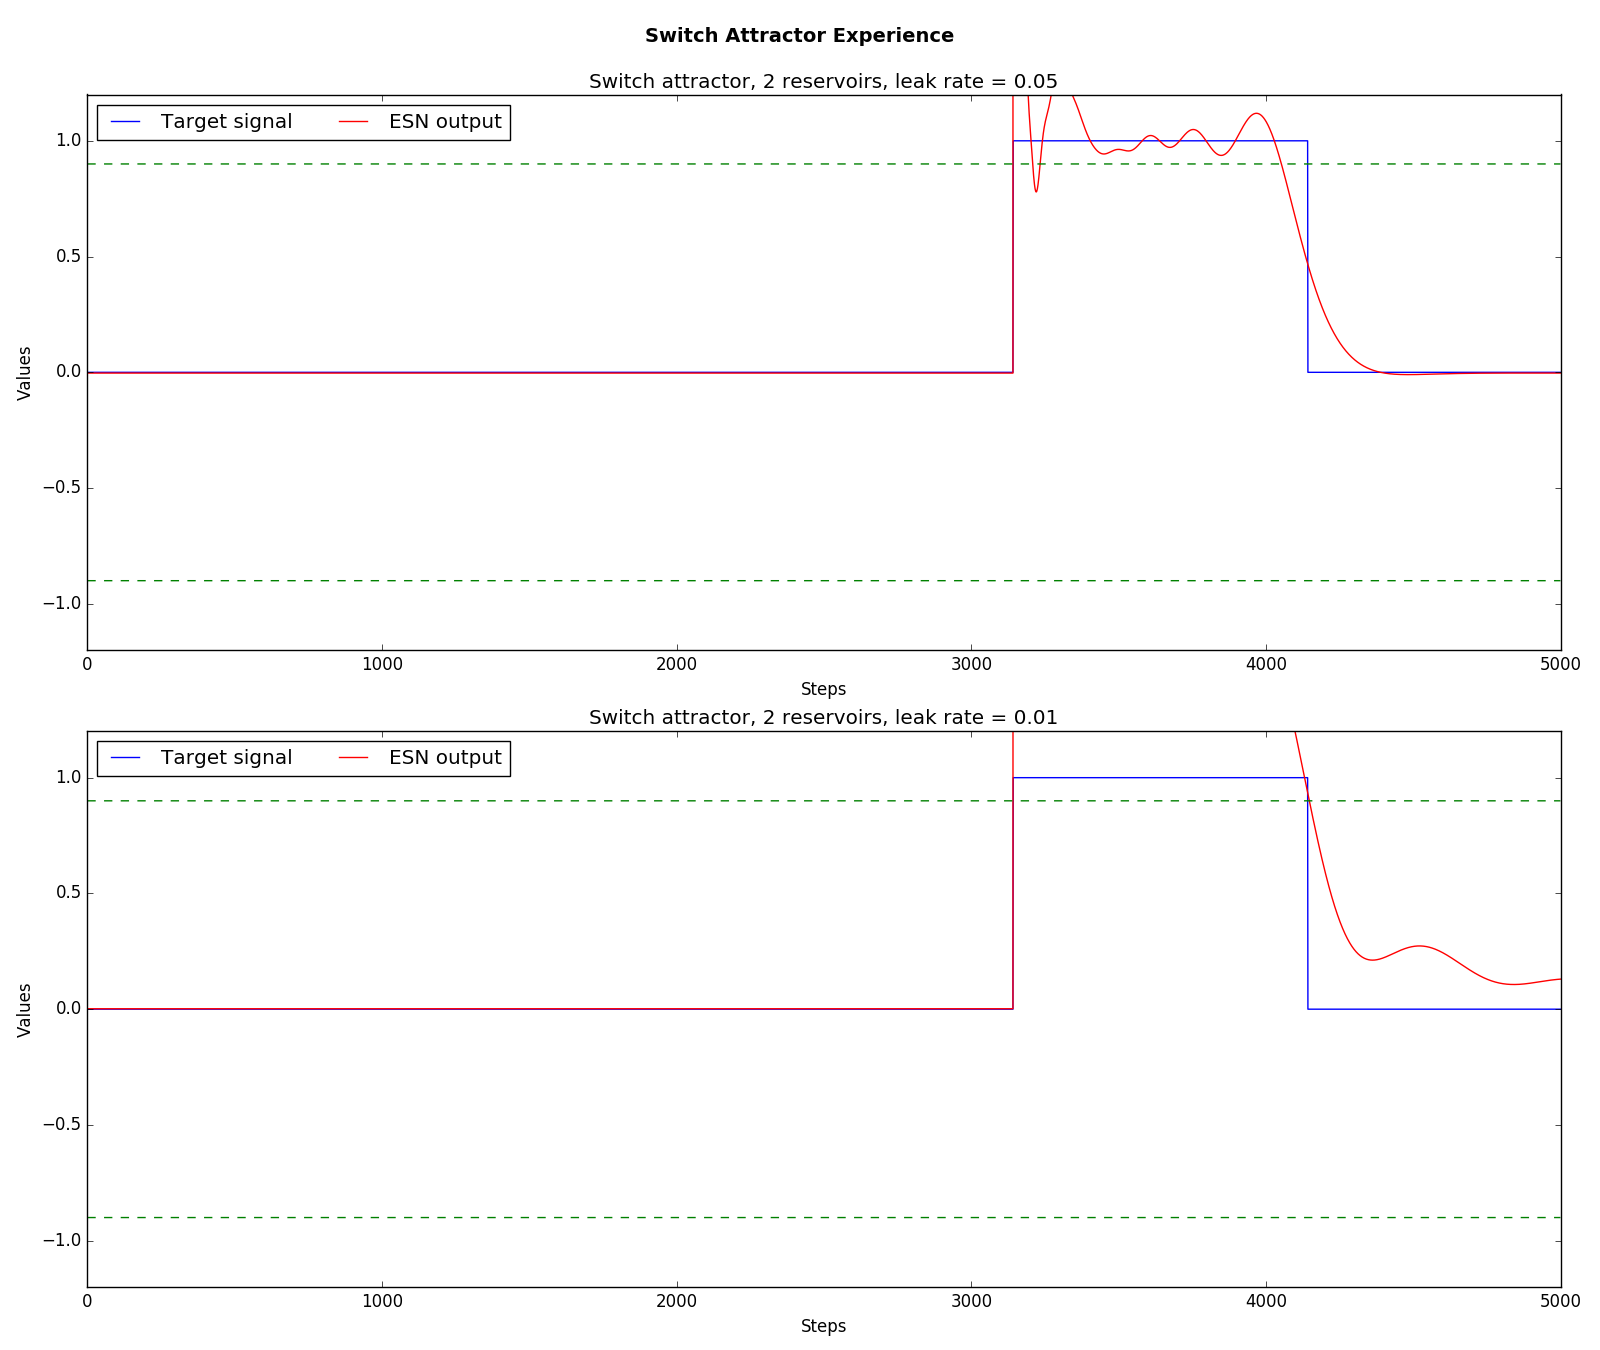 Switch Attractor Experience
Switch attractor, 2 reservoirs, leak rate = 0.05
Target signal ESN output
1.0
0.5
0.0
−0.5
−1.0
Values
0 1000 2000 3000 4000 5000
Steps
Switch attractor, 2 reservoirs, leak rate = 0.01
Target signal ESN output
1.0
0.5
0.0
−0.5
−1.0
Values
0 1000 2000 3000 4000 5000
Steps